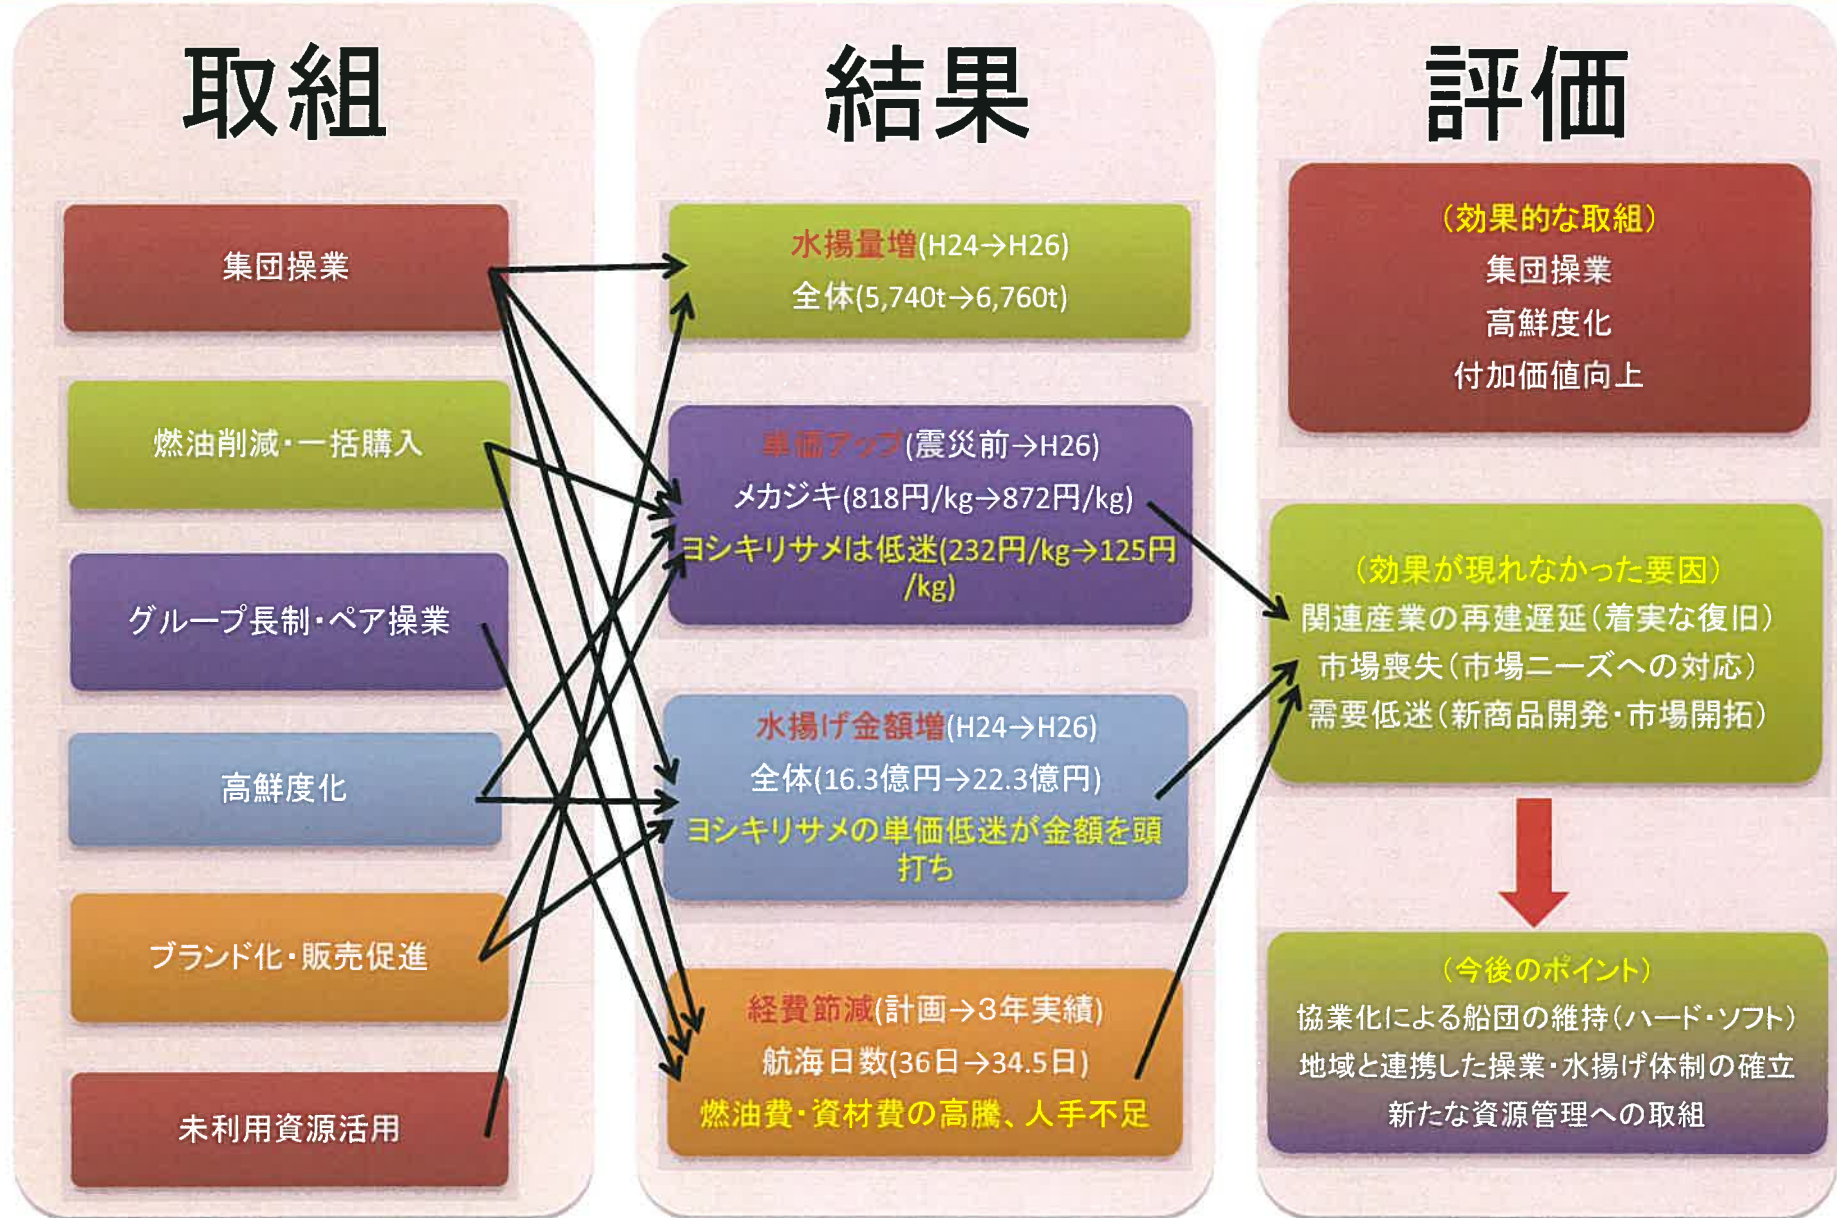 取組
集団操業
燃油削減・一括購入
グループ長制・ペア操業
高鮮度化
ブランド化・販売促進
未利用資源活用
結果
水揚量増(H24→H26)
全体(5,740t→6,760t)
単価アップ(震災前→H26)
メカジキ(818円/kg→872円/kg)
ヨシキリサメは低迷(232円/kg→125円
/kg)
水揚げ金額増(H24→H26)
全体(16.3億円→22.3億円)
ヨシキリサメの単価低迷が金額を頭
打ち
経費節減(計画→3年実績)
航海日数(36日→34.5日)
燃油費・資材費の高騰、人手不足
評価
（効果的な取組）
集団操業
高鮮度化
付加価値向上
（効果が現れなかった要因）
関連産業の再建遅延（着実な復旧）
市場喪失（市場ニーズへの対応）
需要低迷（新商品開発・市場開拓）
（今後のポイント）
協業化による船団の維持（ハード・ソフト）
地域と連携した操業・水揚げ体制の確立
新たな資源管理への取組